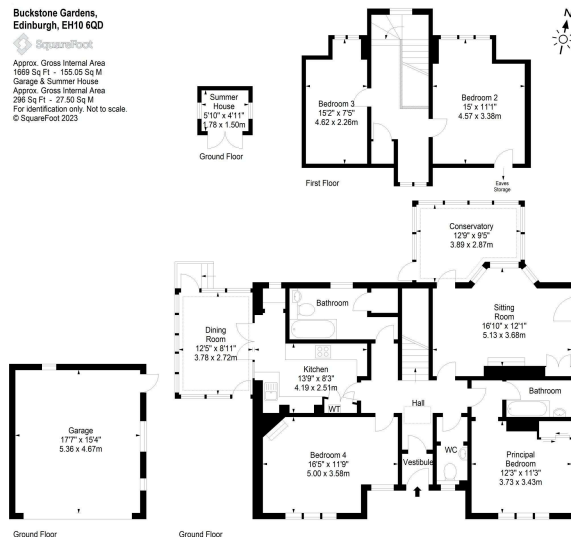 Buckstone Gardens,
Edinburgh, EH10 6QD
SquareFoot
Approx. Gross Internal Area
1669 Sq Ft - 155.05 Sq M
Garage & Summer House
Approx. Gross Internal Area
296 Sq Ft - 27.50 Sq M
For identification only. Not to scale.
© SquareFoot 2023
N
Summer
House
5'10" x 4'11"
1.78 x 1.50m
Ground Floor
Bedroom 3
15'2" x 7'5"
4.62 x 2.26m
Bedroom 2
15' x 11'1"
4.57 x 3.38m
First Floor
Eaves
Storage
Conservatory
12'9" x 9'5"
3.89 x 2.87m
Dining
Room
12'5" x 8'11"
3.78 x 2.72m
Bathroom
Sitting
Room
16'10" x 12'1"
5.13 x 3.68m
Kitchen
13'9" x 8'3"
4.19 x 2.51m
WT
Hall
Bathroom
Garage
17'7" x 15'4"
5.36 x 4.67m
Bedroom 4
16'5" x 11'9"
5.00 x 3.58m
Vestibule
WC
Principal
Bedroom
12'3" x 11'3"
3.73 x 3.43m
Ground Floor
Ground Floor